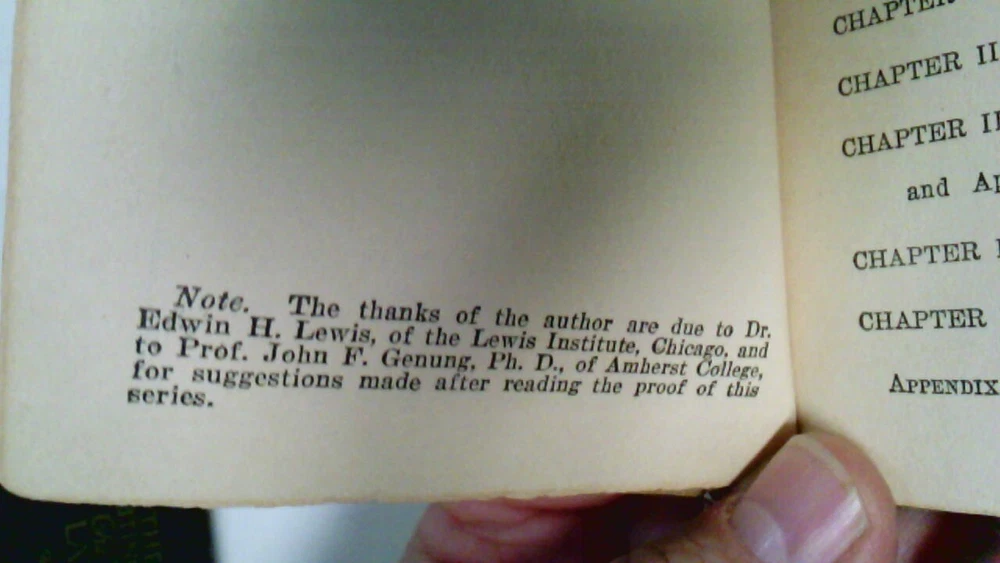 Note. The thanks of the author are due to Dr.
Edwin H. Lewis, of the Lewis Institute, Chicago, and
to Prof. John F. Genung, Ph. D., of Amherst College,
for suggestions made after reading the proof of this
series.
CHAPTER
CHAPTER
CHAPTER
and
CHAPTER
CHAPTER
APPENDIX